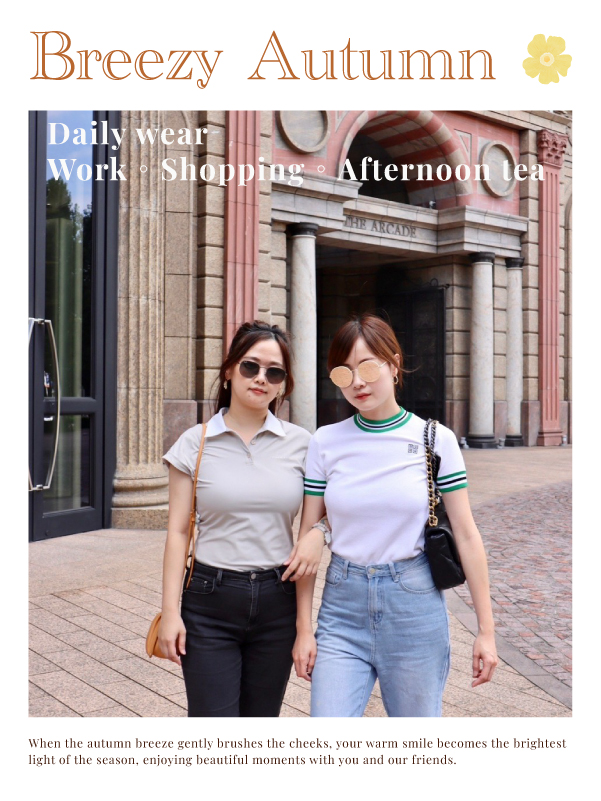 Breezy Autumn
Daily wear-
Work ◦ Shopping ◦ Afternoon tea
THE ARCADE
When the autumn breeze gently brushes the cheeks, your warm smile becomes the brightest
light of the season, enjoying beautiful moments with you and our friends.